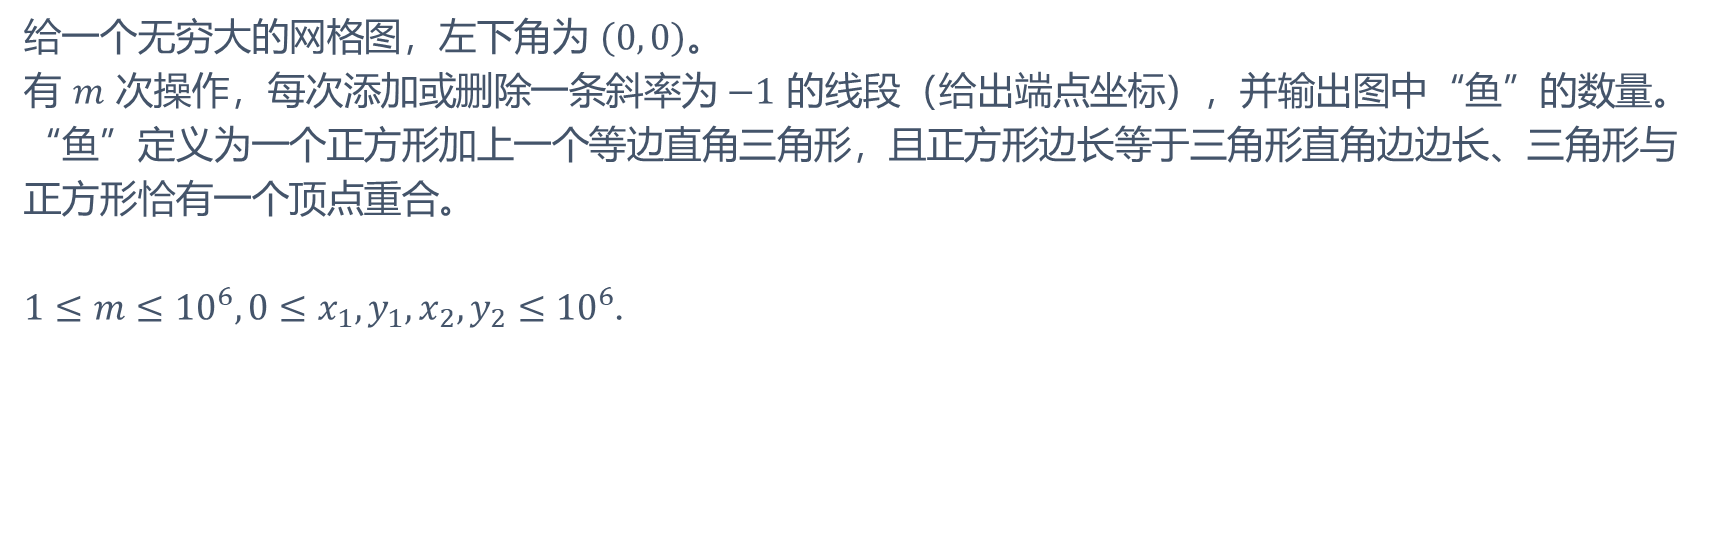 给一个无穷大的网格图，左下角为 (0,0)。
有 m 次操作，每次添加或删除一条斜率为 −1 的线段（给出端点坐标），并输出图中“鱼”的数量。
“鱼”定义为一个正方形加上一个等边直角三角形，且正方形边长等于三角形直角边边长、三角形与
正方形恰有一个顶点重合。
1 ≤ m ≤ 10⁶, 0 ≤ x₁, y₁, x₂, y₂ ≤ 10⁶.